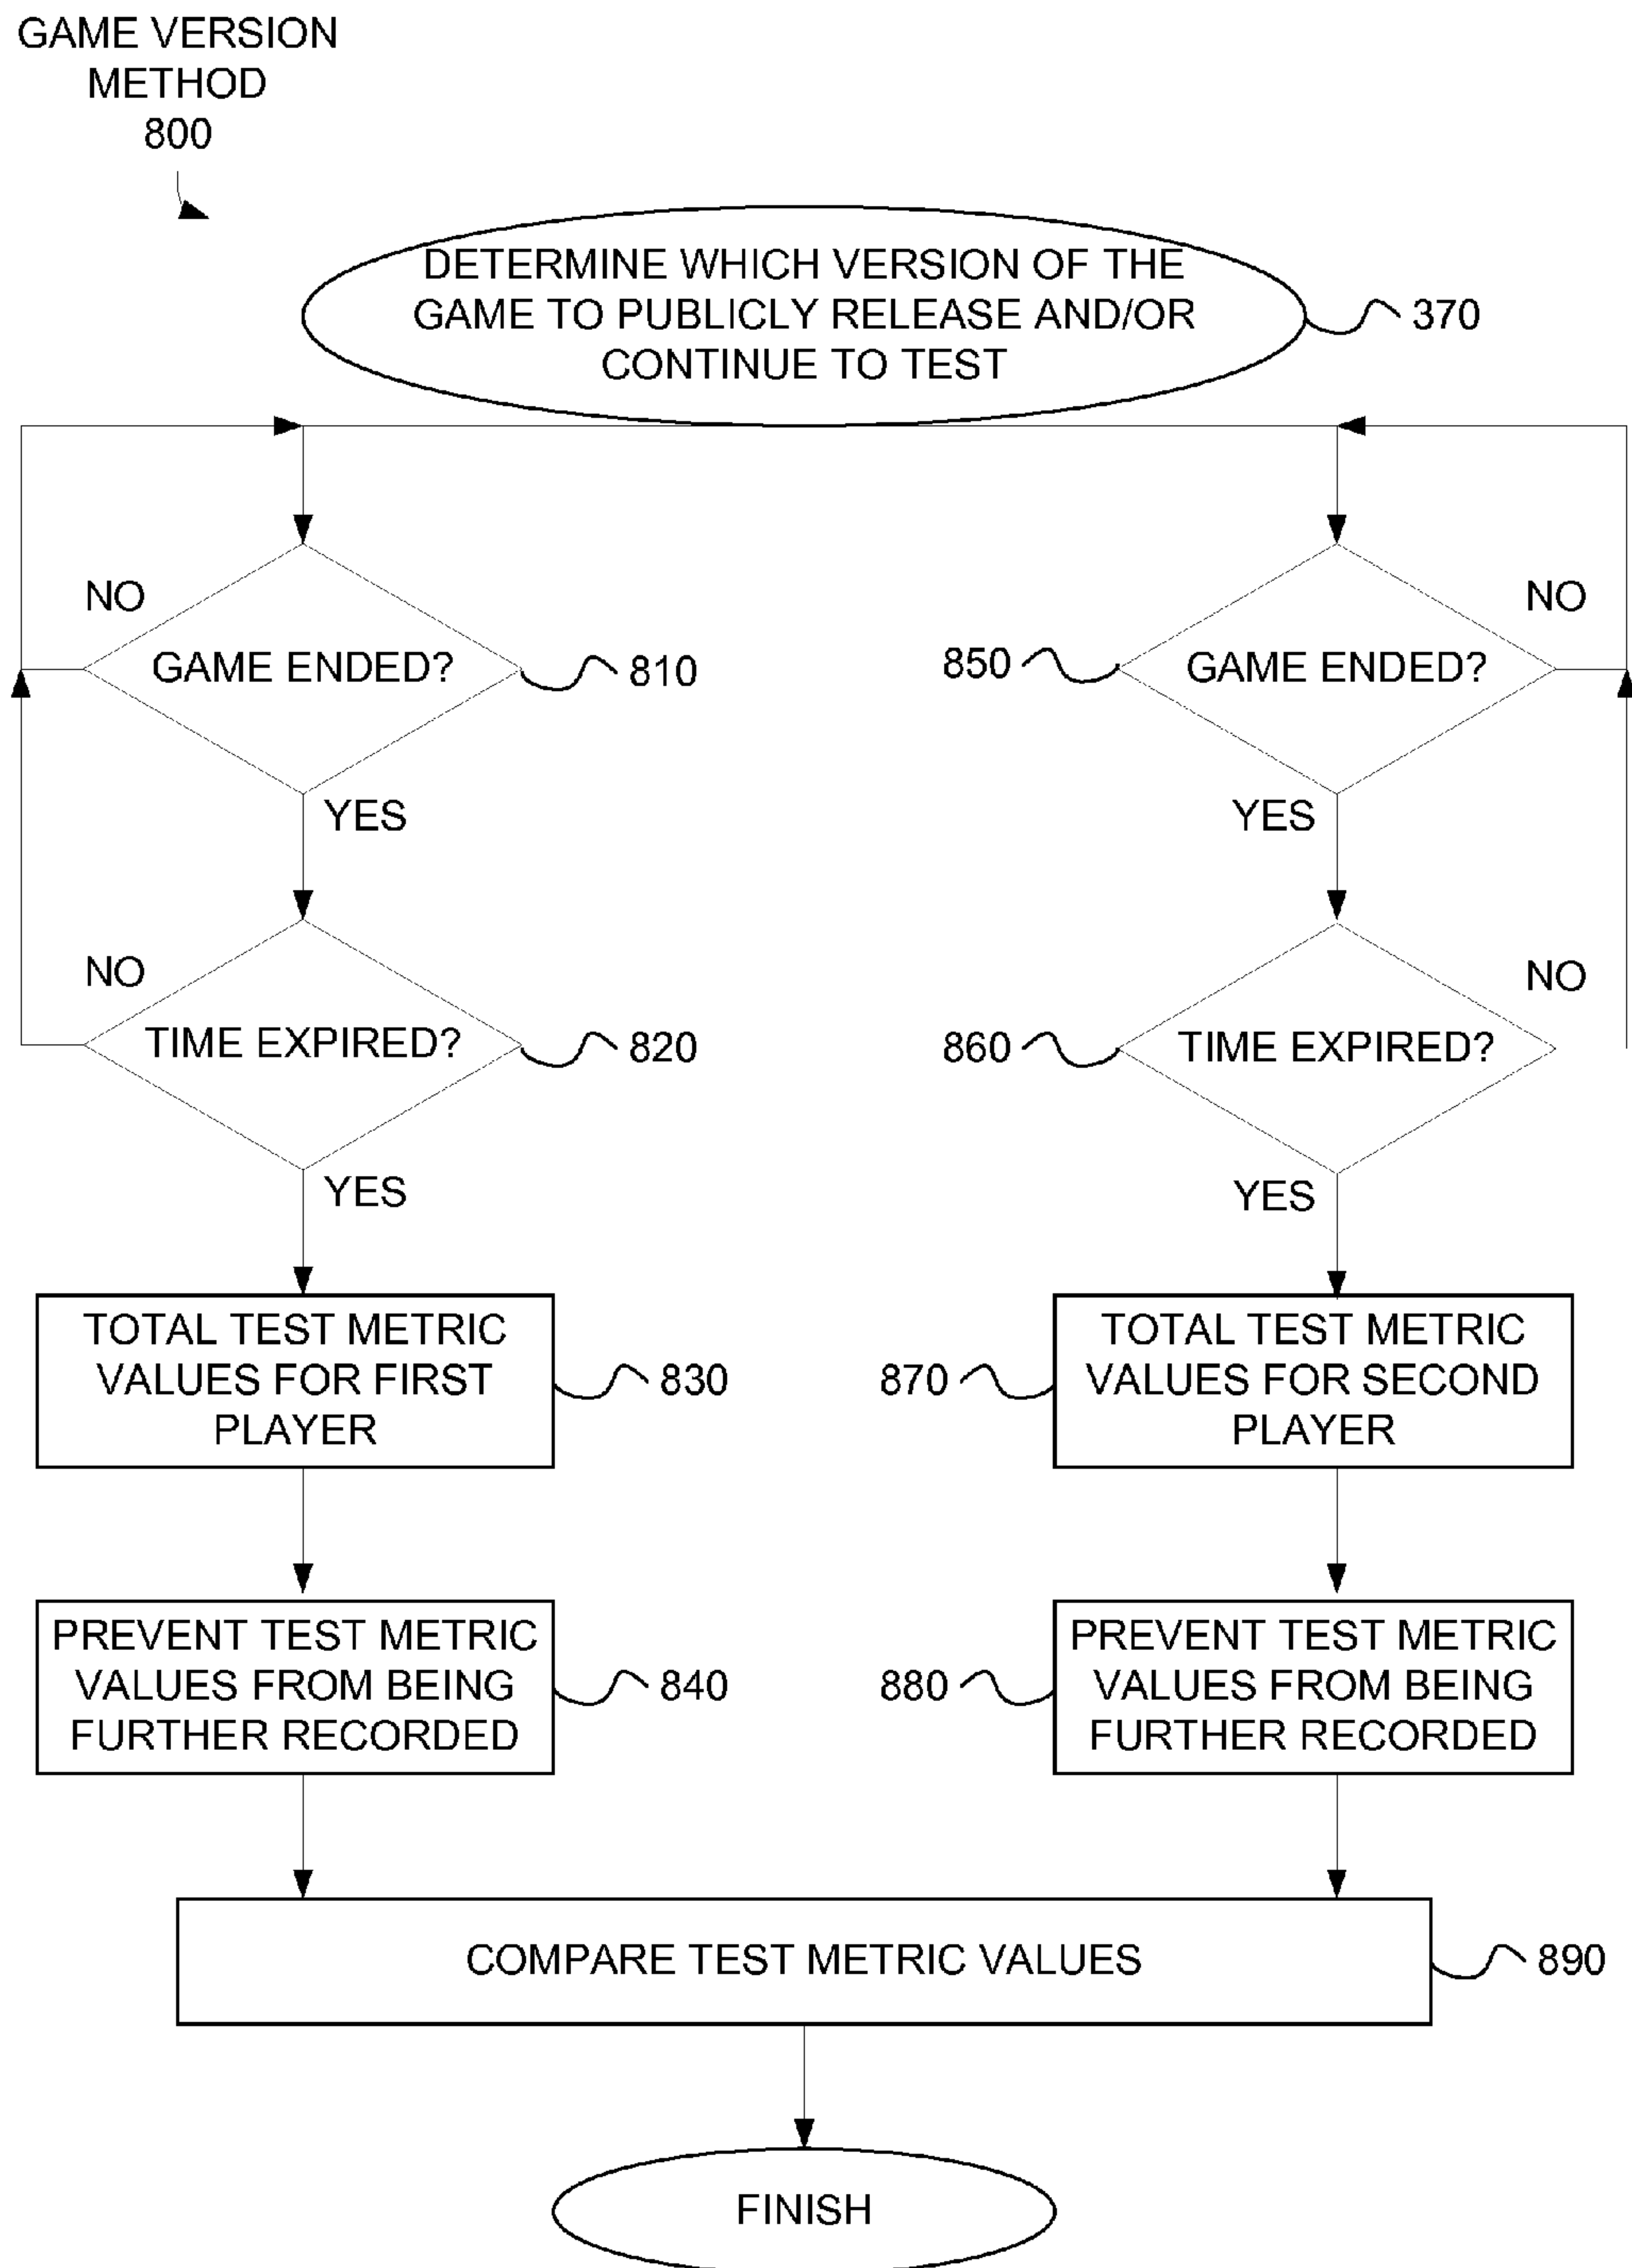 GAME VERSION
METHOD
800
DETERMINE WHICH VERSION OF THE
GAME TO PUBLICLY RELEASE AND/OR
CONTINUE TO TEST
370
NO
GAME ENDED?
810
YES
850
GAME ENDED?
NO
YES
NO
TIME EXPIRED?
820
YES
860
TIME EXPIRED?
NO
YES
TOTAL TEST METRIC
VALUES FOR FIRST
PLAYER
830
870
TOTAL TEST METRIC
VALUES FOR SECOND
PLAYER
PREVENT TEST METRIC
VALUES FROM BEING
FURTHER RECORDED
840
880
PREVENT TEST METRIC
VALUES FROM BEING
FURTHER RECORDED
COMPARE TEST METRIC VALUES
890
FINISH